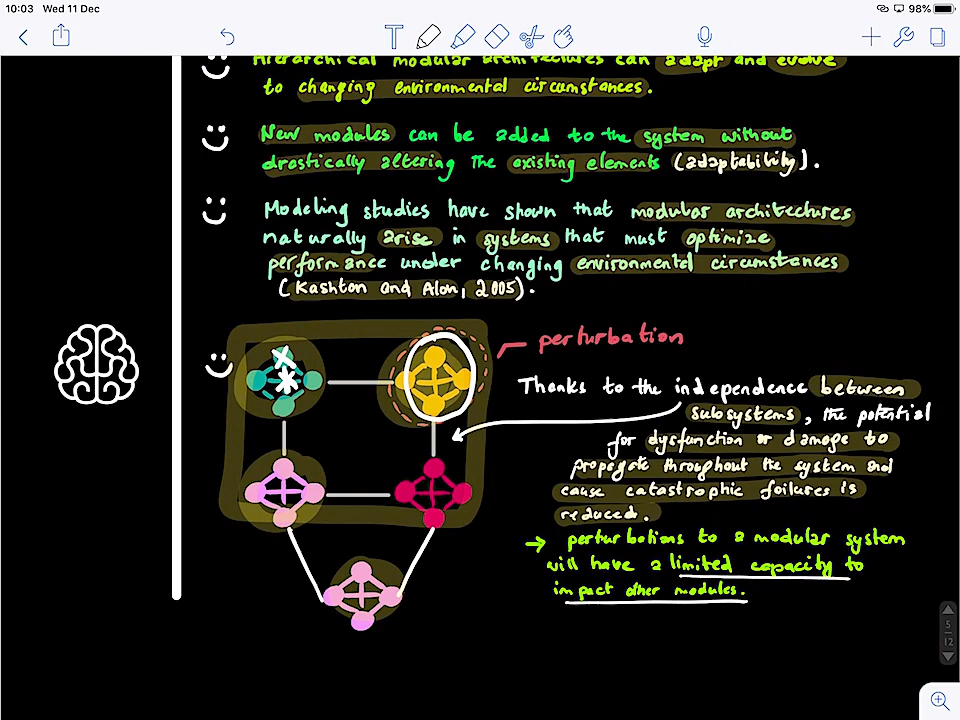 10:03 Wed 11 Dec
98%
Hierarchical modular architectures can adapt and evolve
to changing environmental circumstances.
New modules can be added to the system without
drastically altering the existing elements (adaptability).
Modeling studies have shown that modular architectures
naturally arise in systems that must optimize
performance under changing environmental circumstances
(Kashton and Alon, 2005).
perturbation
Thanks to the independence between
subsystems, the potential
for dysfunction or damage to
propagate throughout the system and
cause catastrophic failures is
reduced.
→ perturbations to a modular system
will have a limited capacity to
impact other modules.
5
12